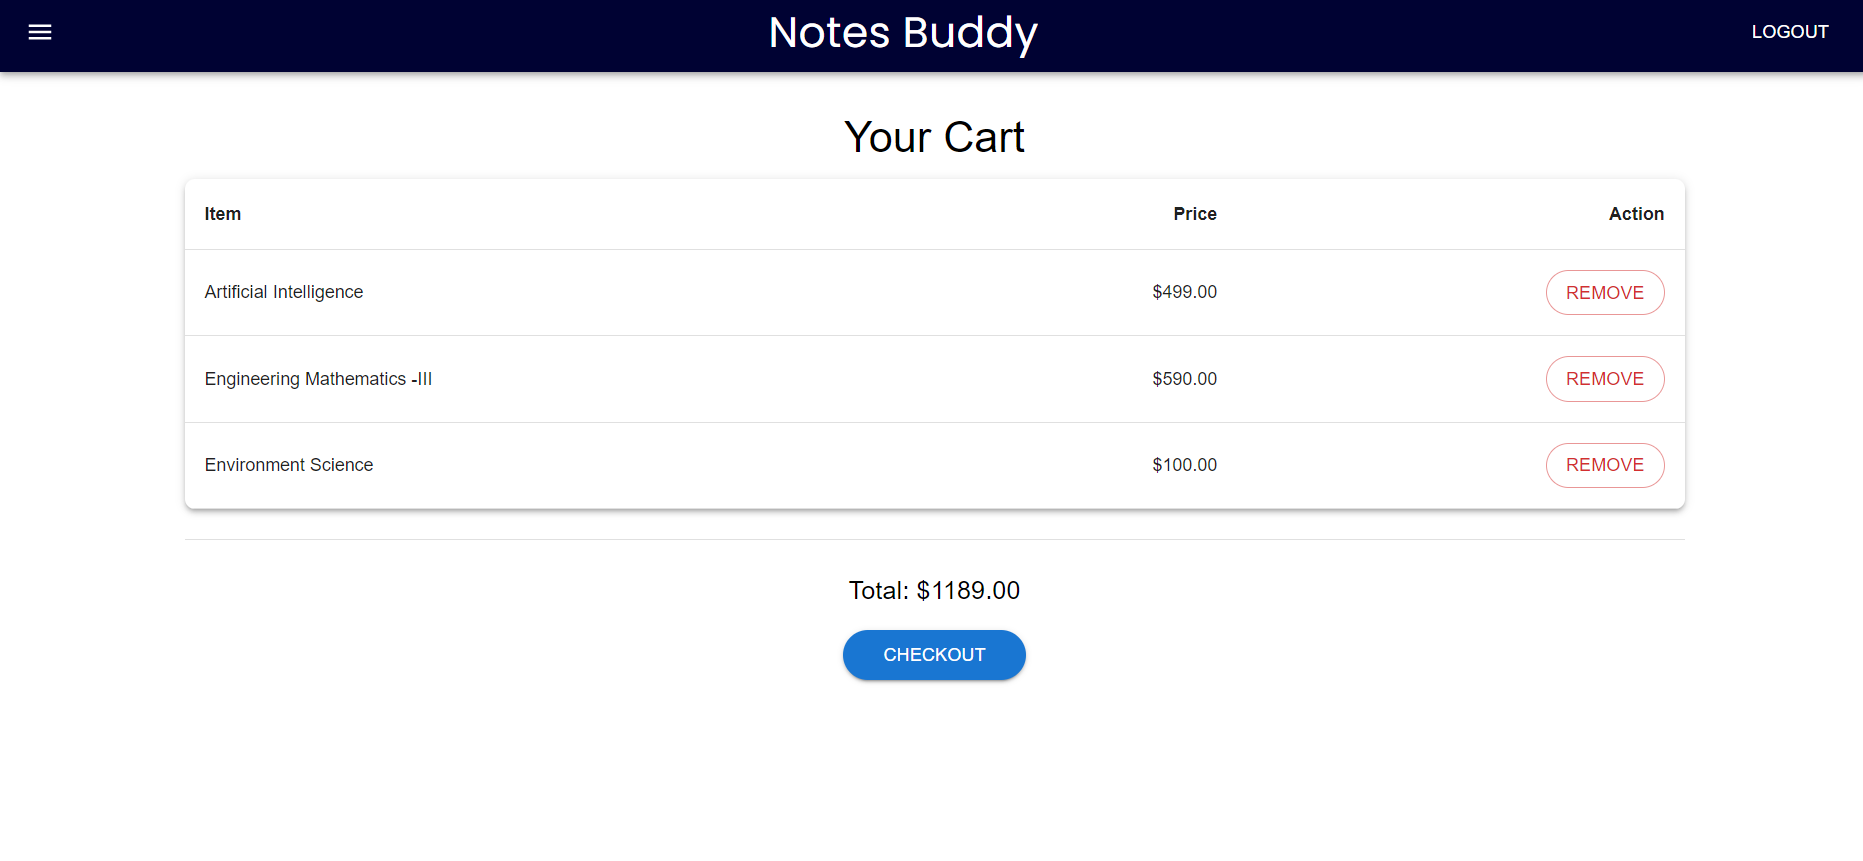 Notes Buddy LOGOUT
Your Cart
Item Price Action
Artificial Intelligence $499.00 REMOVE
Engineering Mathematics -III $590.00 REMOVE
Environment Science $100.00 REMOVE
Total: $1189.00
CHECKOUT